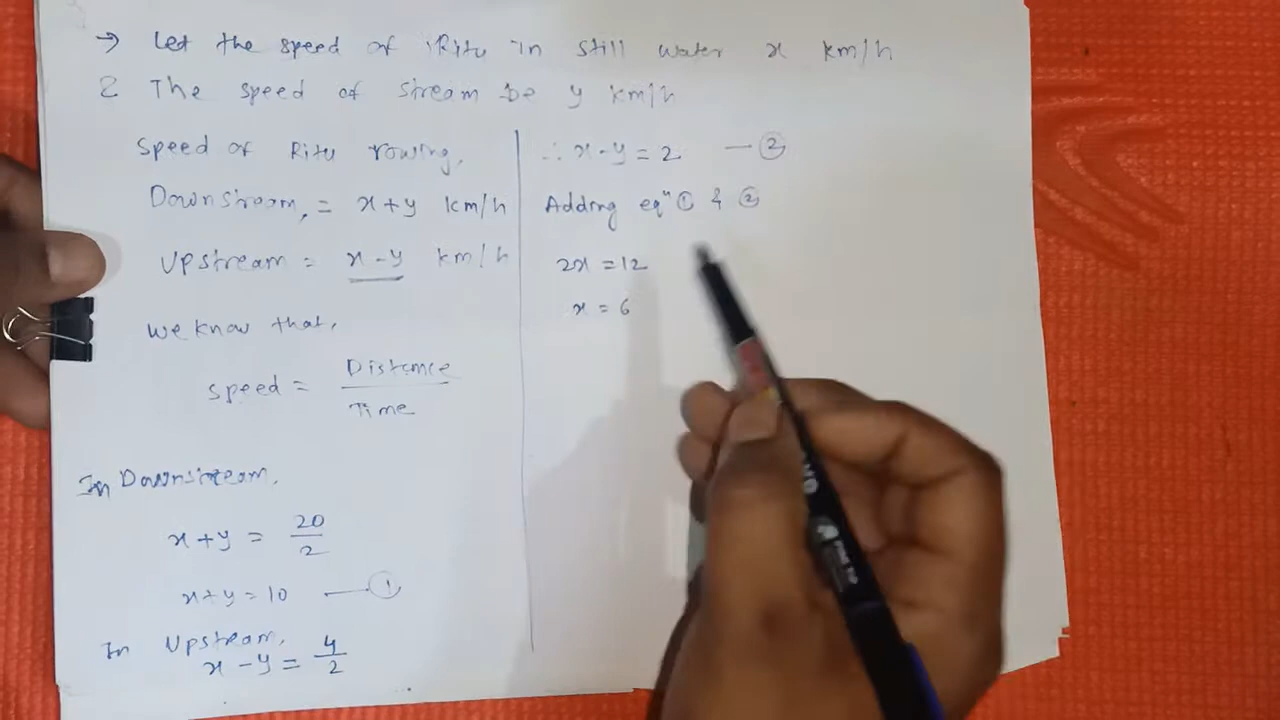 → Let the speed of Ritu in still water x km/h
& The speed of stream be y km/h
Speed of Ritu rowing,
Downstream, = x+y km/h
Upstream = x-y km/h
We know that,
speed = Distance
Time
In Downstream,
x+y = 20
2
x+y = 10 — ①
In Upstream,
x-y = 4
2
∴ x-y = 2 — ②
Adding eqⁿ ① & ②
2x = 12
x = 6